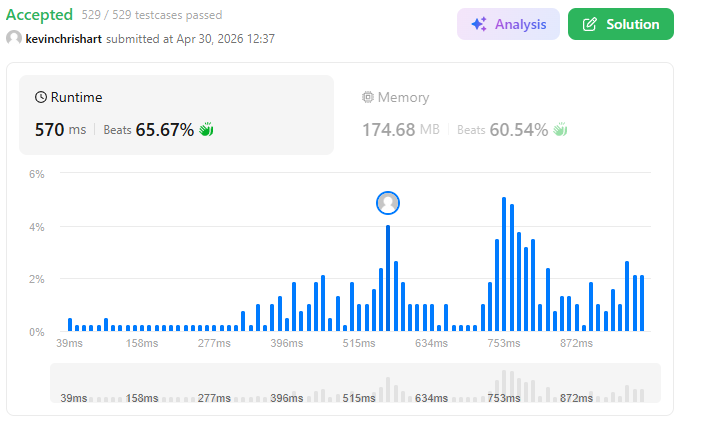 Accepted 529 / 529 testcases passed
kevinchrishart submitted at Apr 30, 2026 12:37
Analysis
Solution
Runtime
570 ms Beats 65.67%
Memory
174.68 MB Beats 60.54%
6%
4%
2%
0%
39ms 158ms 277ms 396ms 515ms 634ms 753ms 872ms
39ms 158ms 277ms 396ms 515ms 634ms 753ms 872ms